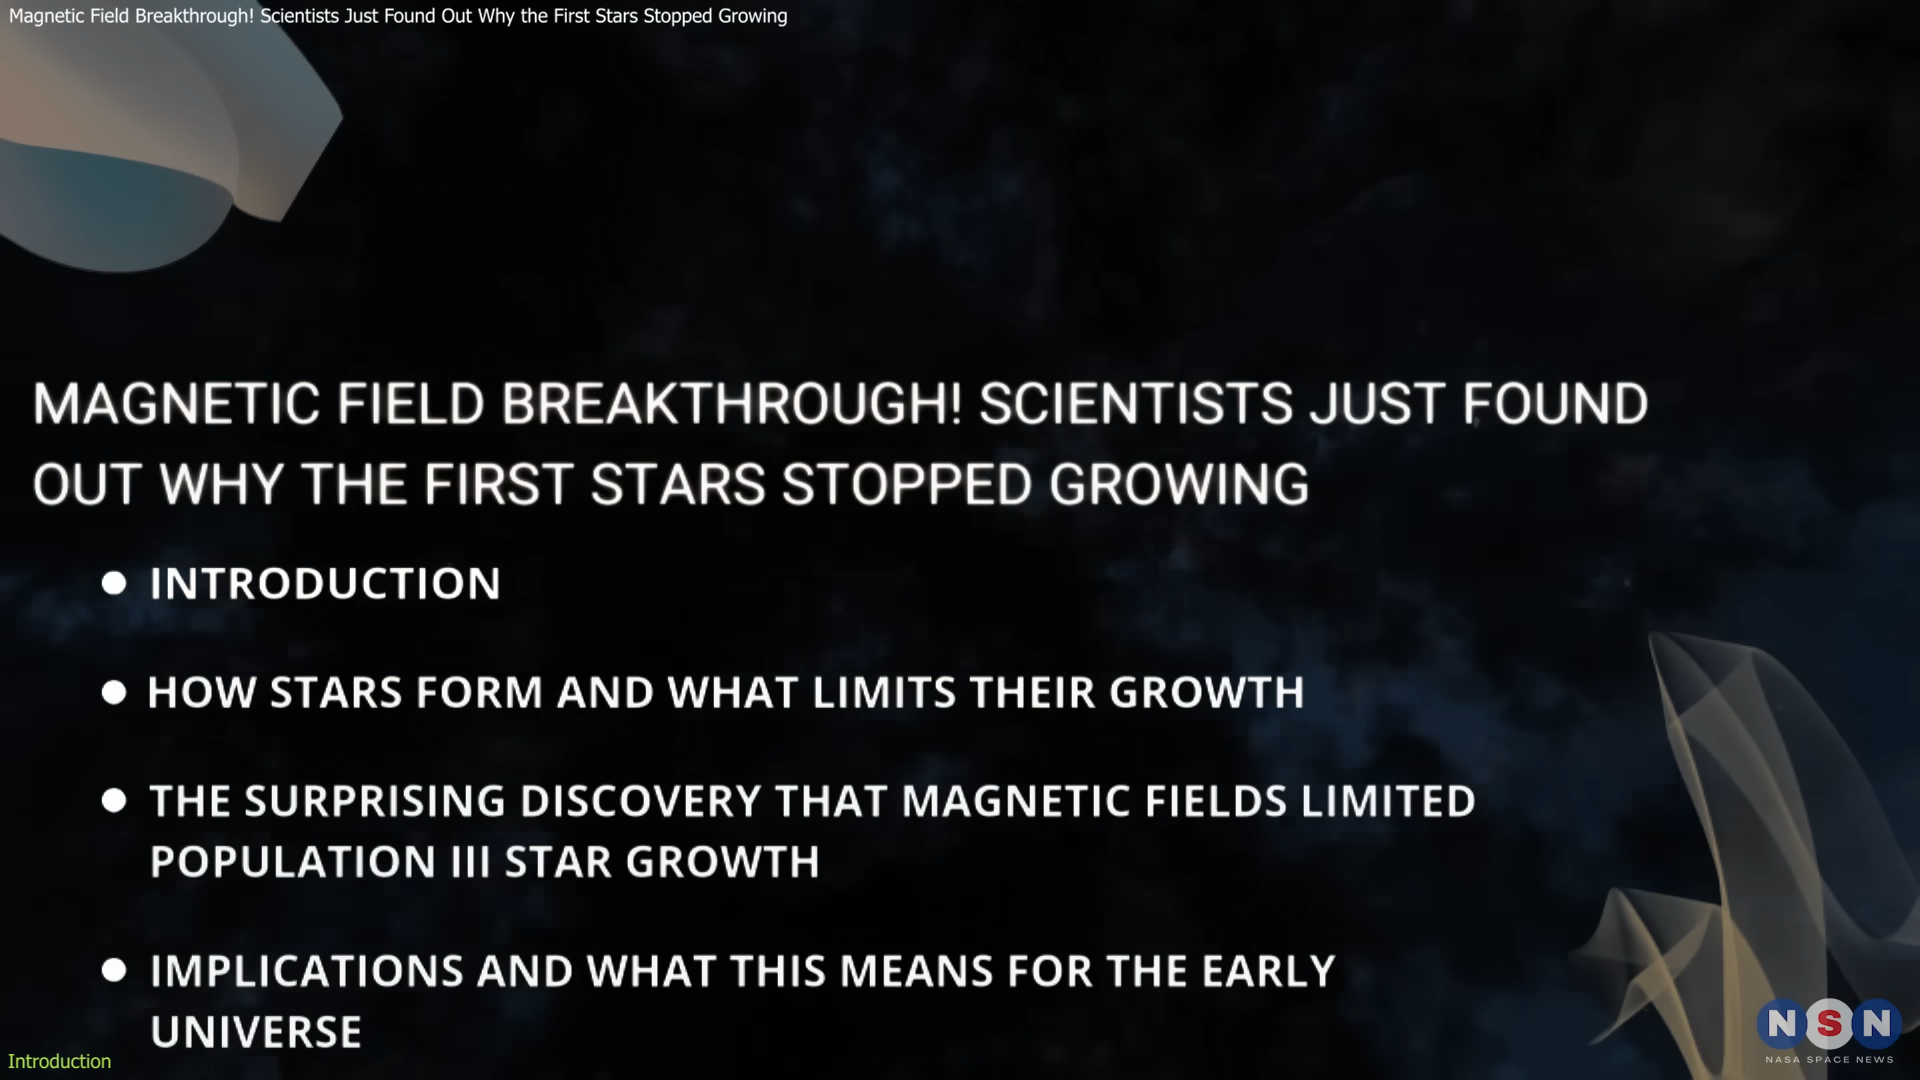 Magnetic Field Breakthrough! Scientists Just Found Out Why the First Stars Stopped Growing
MAGNETIC FIELD BREAKTHROUGH! SCIENTISTS JUST FOUND
OUT WHY THE FIRST STARS STOPPED GROWING
● INTRODUCTION
● HOW STARS FORM AND WHAT LIMITS THEIR GROWTH
● THE SURPRISING DISCOVERY THAT MAGNETIC FIELDS LIMITED
POPULATION III STAR GROWTH
● IMPLICATIONS AND WHAT THIS MEANS FOR THE EARLY
UNIVERSE
Introduction
NSN
NASA SPACE NEWS